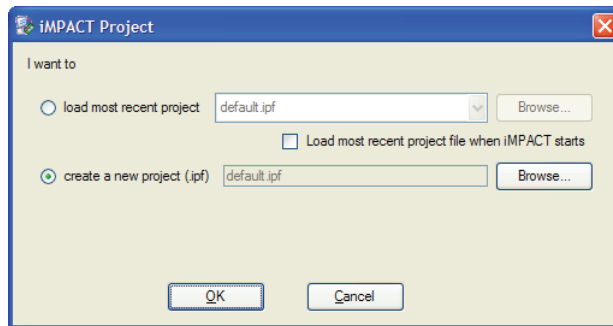 iMPACT Project
I want to
load most recent project default.ipf Browse...
Load most recent project file when iMPACT starts
create a new project (.ipf) default.ipf Browse...
OK Cancel